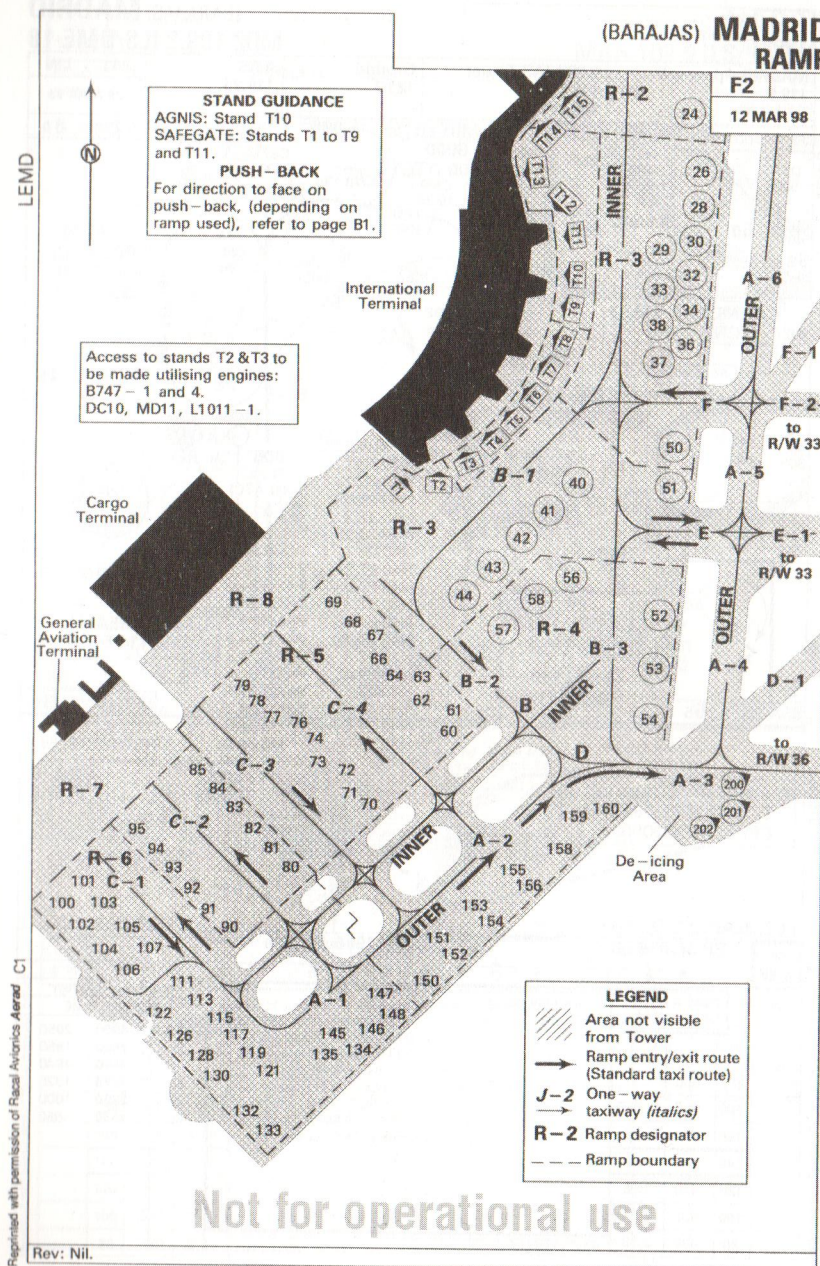 (BARAJAS) MADRID
RAMP
F2
12 MAR 98
LEMD
N
STAND GUIDANCE
AGNIS: Stand T10
SAFEGATE: Stands T1 to T9
and T11.
PUSH-BACK
For direction to face on
push-back, (depending on
ramp used), refer to page B1.
International
Terminal
Access to stands T2 & T3 to
be made utilising engines:
B747 - 1 and 4.
DC10, MD11, L1011 - 1.
Cargo
Terminal
General
Aviation
Terminal
R-2
T15
T14
T13
T12
T11
T10
T9
T8
T7
T6
T5
T4
T3
T2
T1
INNER
R-3
24
26
28
29
30
32
33
34
38
36
37
A-6
OUTER
F-1
F
F-2
to
R/W 33
50
51
A-5
E
E-1
to
R/W 33
B-1
40
41
42
43
44
R-3
56
58
57
R-4
52
53
54
B-3
OUTER
A-4
D-1
to
R/W 36
B-2
B
INNER
D
A-3
200
201
202
De-icing
Area
R-8
69
68
67
66
64
63
62
61
60
R-5
C-4
79
78
77
76
74
73
72
71
70
C-3
R-7
85
84
83
82
81
80
C-2
95
94
93
92
91
90
R-6
C-1
101
100
103
102
105
104
107
106
INNER
A-2
OUTER
A-1
159
160
158
155
156
153
154
151
152
150
147
148
146
145
134
135
111
113
115
117
119
121
122
126
128
130
132
133
LEGEND
Area not visible
from Tower
Ramp entry/exit route
(Standard taxi route)
J-2 One-way
taxiway (italics)
R-2 Ramp designator
Ramp boundary
Not for operational use
Reprinted with permission of Racal Avionics Aerad C1
Rev: Nil.